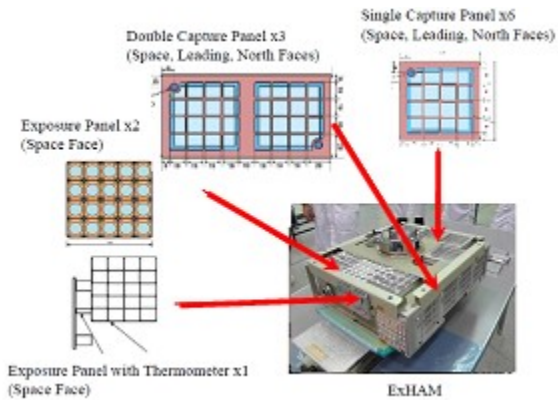 Double Capture Panel x3
(Space, Leading, North Faces)
Single Capture Panel x6
(Space, Leading, North Faces)
Exposure Panel x2
(Space Face)
Exposure Panel with Thermometer x1
(Space Face)
ExHAM